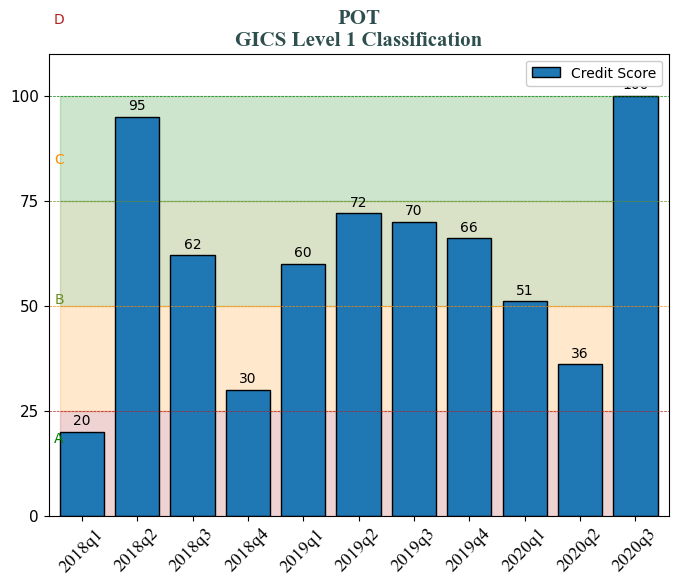 D
POT
GICS Level 1 Classification
Credit Score
100
100
95
C
75
72
70
66
62
60
B
50
51
36
30
25
20
A
0
2018q1
2018q2
2018q3
2018q4
2019q1
2019q2
2019q3
2019q4
2020q1
2020q2
2020q3